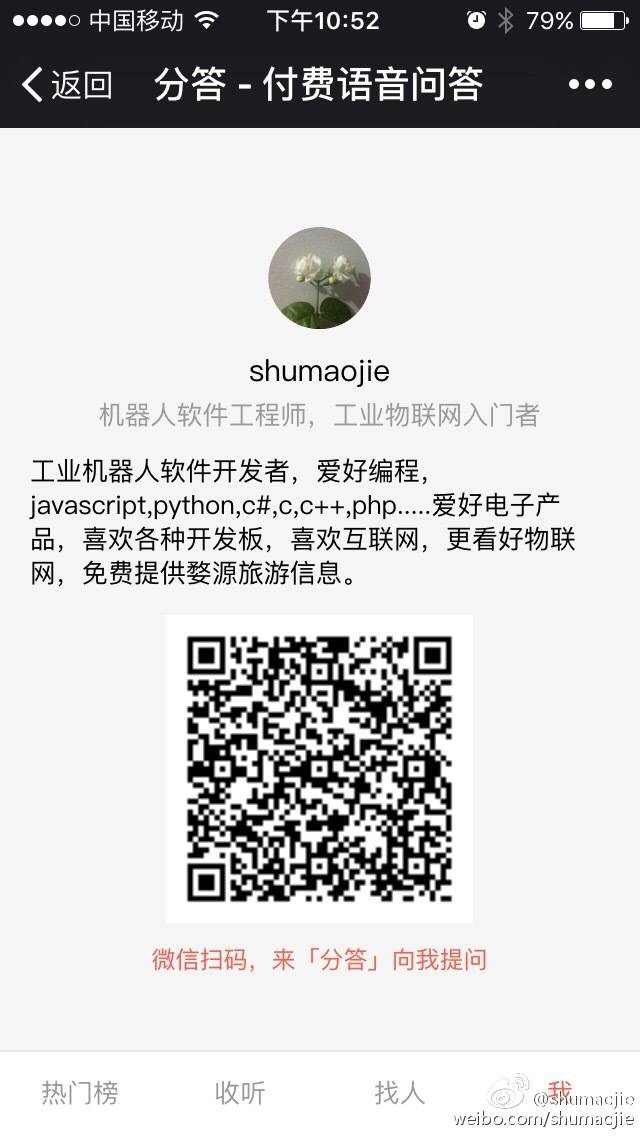 中国移动 下午10:52 79%
返回 分答 - 付费语音问答
shumaojie
机器人软件工程师，工业物联网入门者
工业机器人软件开发者，爱好编程，
javascript,python,c#,c,c++,php.....爱好电子产
品，喜欢各种开发板，喜欢互联网，更看好物联
网，免费提供婺源旅游信息。
微信扫码，来「分答」向我提问
热门榜 收听 找人 我
@shumaojie
weibo.com/shumaojie